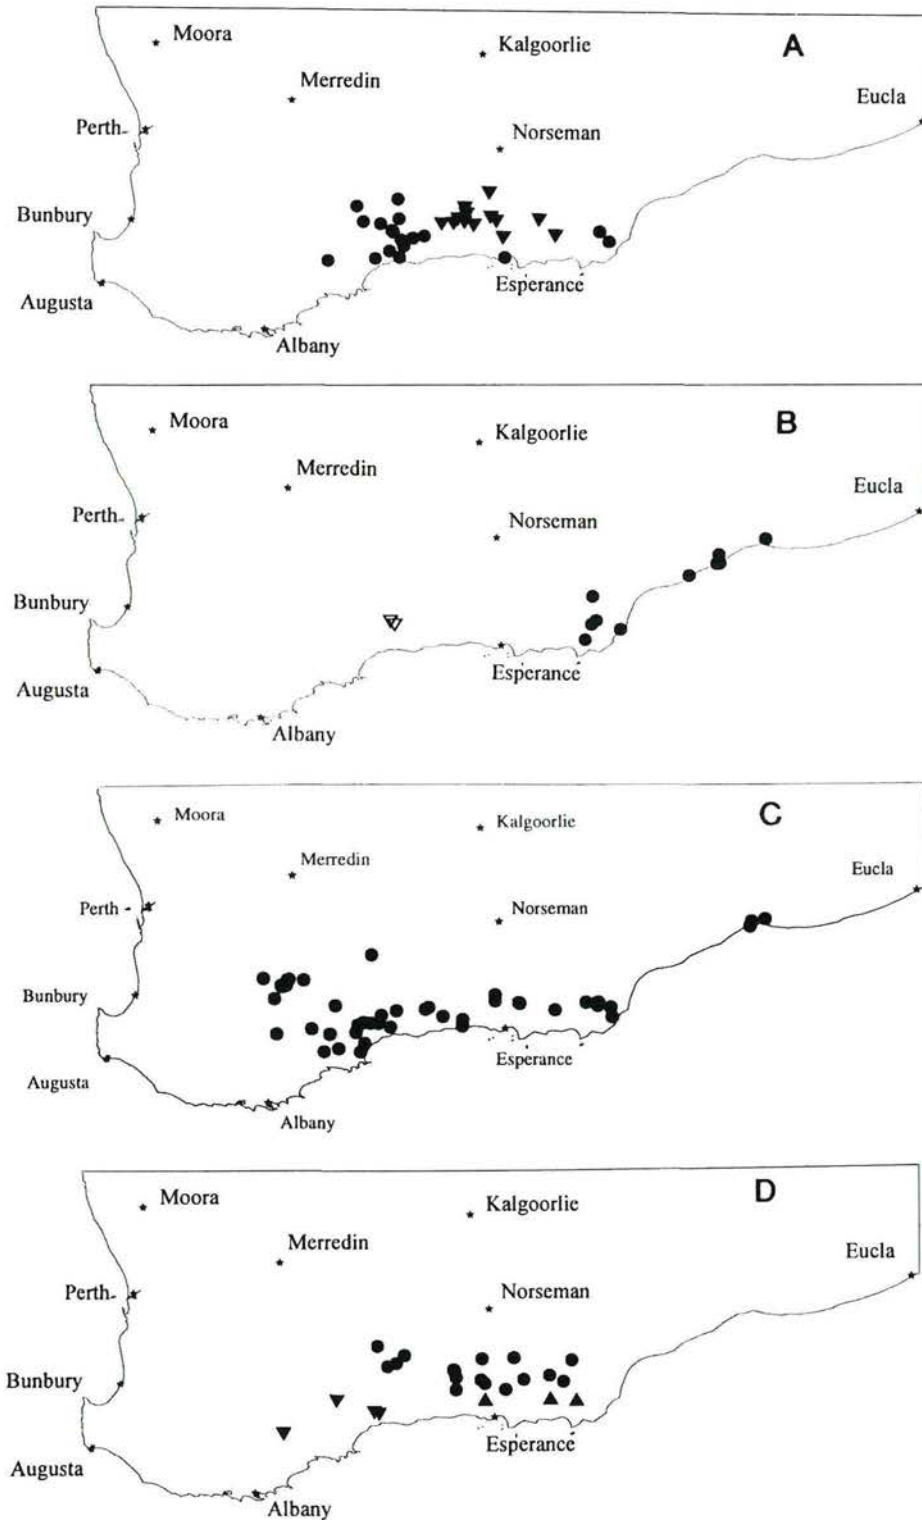 Moora
Kalgoorlie
A
Merredin
Eucla
Perth
Norseman
Bunbury
Esperance
Augusta
Albany
Moora
Kalgoorlie
B
Merredin
Eucla
Perth
Norseman
Bunbury
Esperance
Augusta
Albany
Moora
Kalgoorlie
C
Merredin
Eucla
Perth
Norseman
Bunbury
Esperance
Augusta
Albany
Moora
Kalgoorlie
D
Merredin
Eucla
Perth
Norseman
Bunbury
Esperance
Augusta
Albany